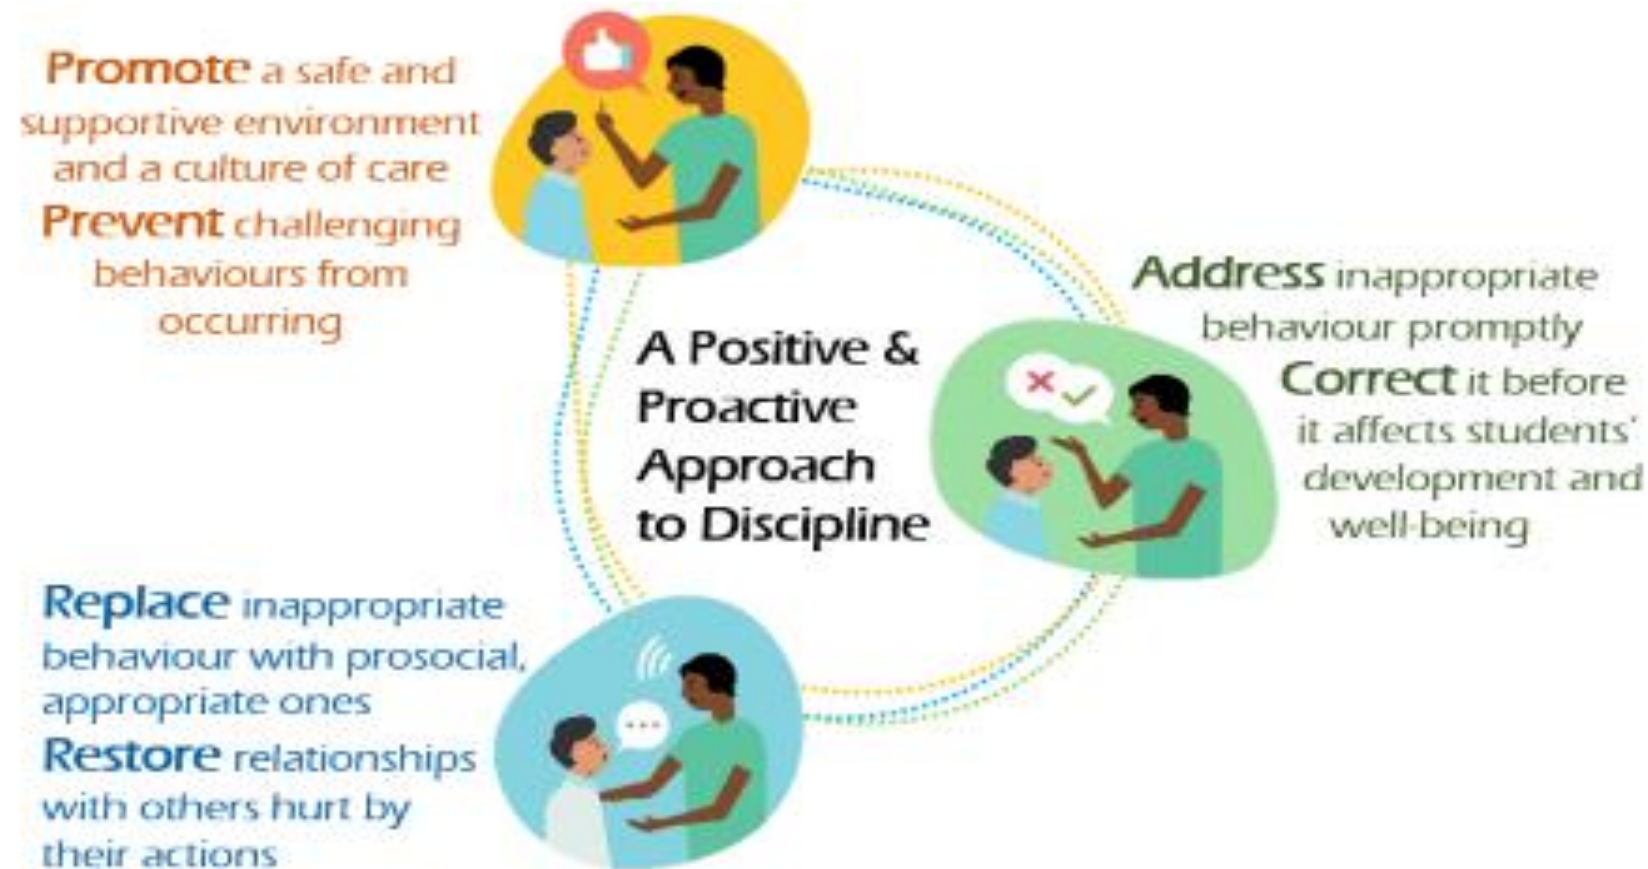 Promote a safe and
supportive environment
and a culture of care
Prevent challenging
behaviours from
occurring
A Positive &
Proactive
Approach
to Discipline
Address inappropriate
behaviour promptly
Correct it before
it affects students'
development and
well-being
Replace inappropriate
behaviour with prosocial,
appropriate ones
Restore relationships
with others hurt by
their actions